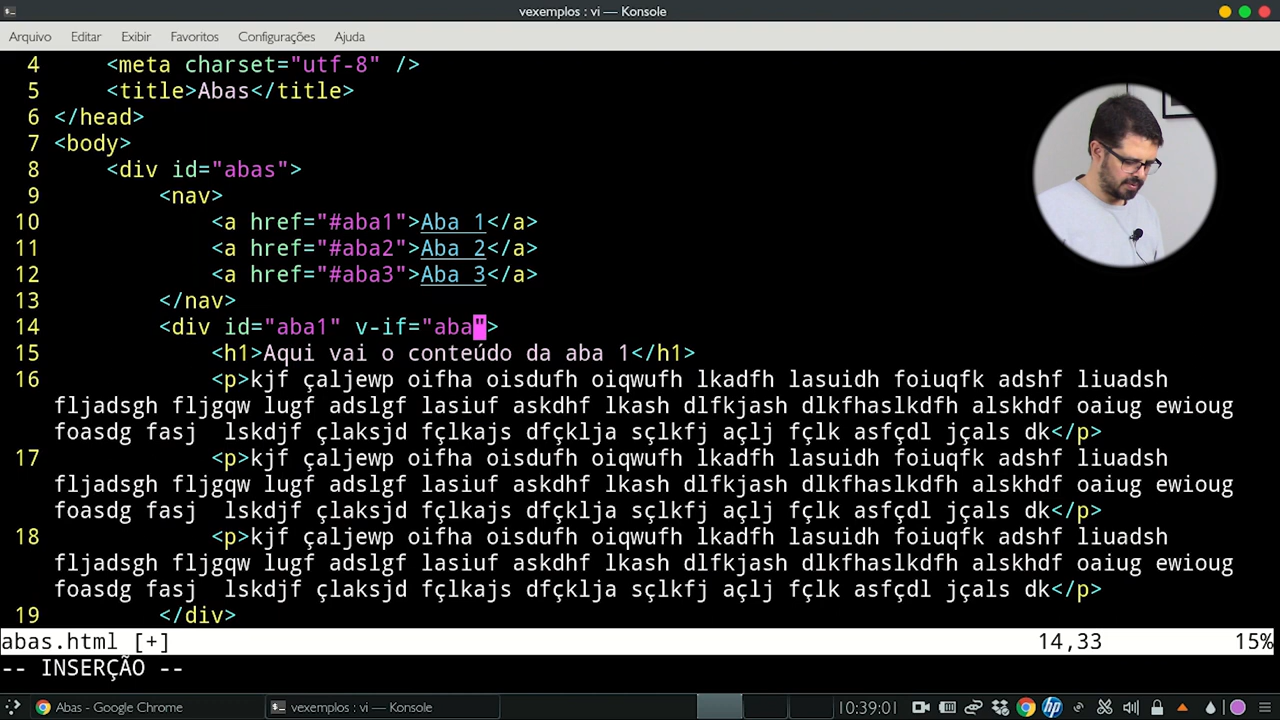 vexemplos : vi — Konsole
Arquivo Editar Exibir Favoritos Configurações Ajuda
4 <meta charset="utf-8" />
5 <title>Abas</title>
6 </head>
7 <body>
8 <div id="abas">
9 <nav>
10 <a href="#aba1">Aba 1</a>
11 <a href="#aba2">Aba 2</a>
12 <a href="#aba3">Aba 3</a>
13 </nav>
14 <div id="aba1" v-if="aba">
15 <h1>Aqui vai o conteúdo da aba 1</h1>
16 <p>kjf çaljewp oifha oisdufh oiqwufh lkadfh lasuidh foiuqfk adshf liuadsh
fljadsgh fljgqw lugf adslgf lasiuf askdhf lkash dlfkjash dlkfhaslkdfh alskhdf oaiug ewioug
foasdg fasj lskdjf çlaksjd fçlkajs dfçklja sçlkfj açlj fçlk asfçdl jçals dk</p>
17 <p>kjf çaljewp oifha oisdufh oiqwufh lkadfh lasuidh foiuqfk adshf liuadsh
fljadsgh fljgqw lugf adslgf lasiuf askdhf lkash dlfkjash dlkfhaslkdfh alskhdf oaiug ewioug
foasdg fasj lskdjf çlaksjd fçlkajs dfçklja sçlkfj açlj fçlk asfçdl jçals dk</p>
18 <p>kjf çaljewp oifha oisdufh oiqwufh lkadfh lasuidh foiuqfk adshf liuadsh
fljadsgh fljgqw lugf adslgf lasiuf askdhf lkash dlfkjash dlkfhaslkdfh alskhdf oaiug ewioug
foasdg fasj lskdjf çlaksjd fçlkajs dfçklja sçlkfj açlj fçlk asfçdl jçals dk</p>
19 </div>
abas.html [+] 14,33 15%
-- INSERÇÃO --
Abas - Google Chrome vexemplos : vi — Konsole 10:39:01 hp